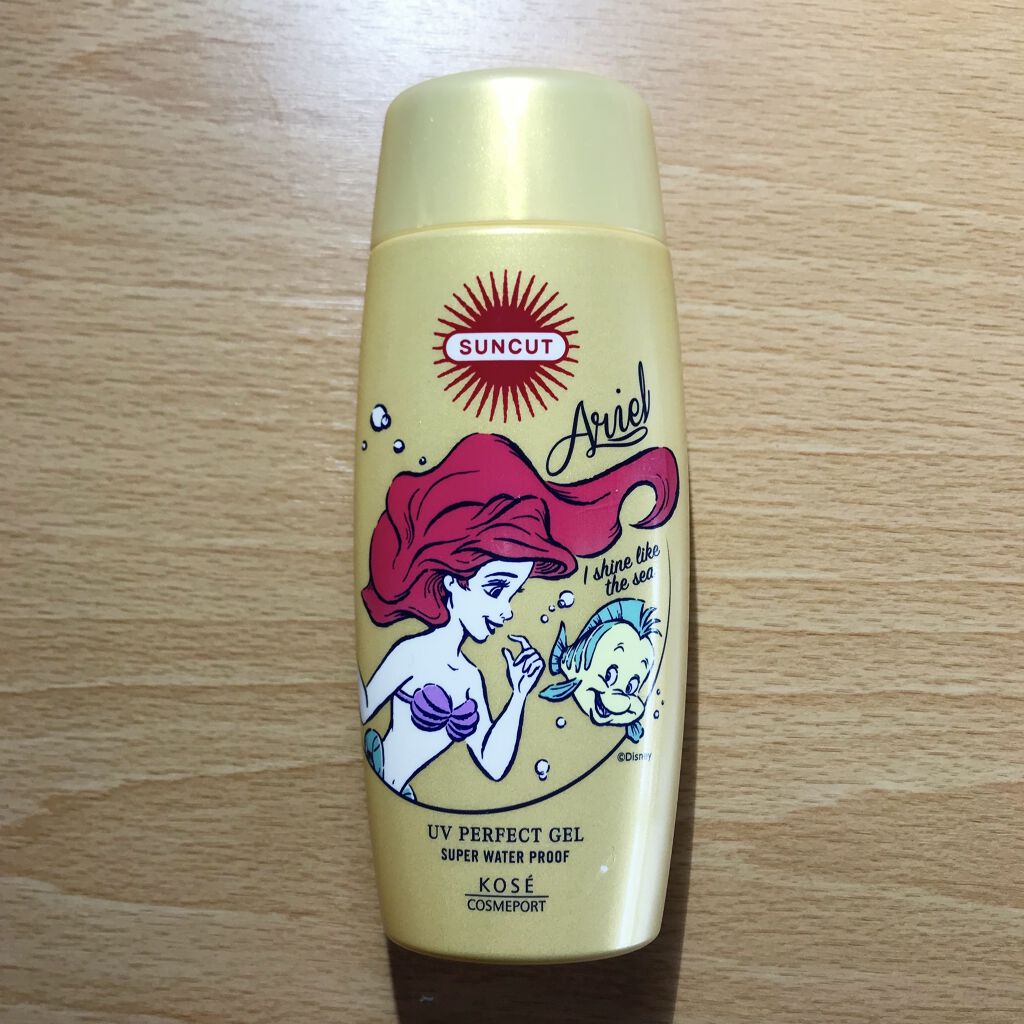 SUNCUT
Ariel
I shine like
the sea
©Disney
UV PERFECT GEL
SUPER WATER PROOF
KOSÉ
COSMEPORT